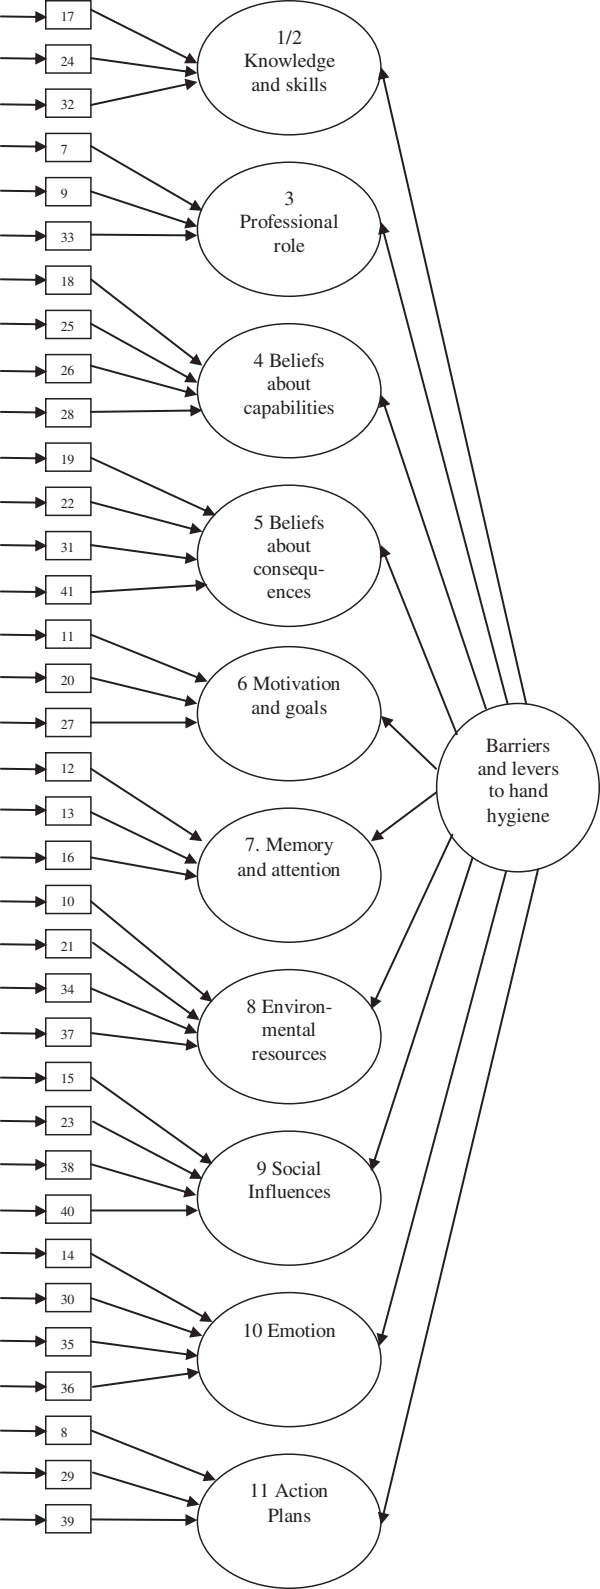 17
24
32
1/2
Knowledge
and skills
7
9
33
3
Professional
role
18
25
26
28
4 Beliefs
about
capabilities
19
22
31
41
5 Beliefs
about
consequ-
ences
11
20
27
6 Motivation
and goals
Barriers
and levers
to hand
hygiene
12
13
16
7. Memory
and attention
10
21
34
37
8 Environ-
mental
resources
15
23
38
40
9 Social
Influences
14
30
35
36
10 Emotion
8
29
39
11 Action
Plans